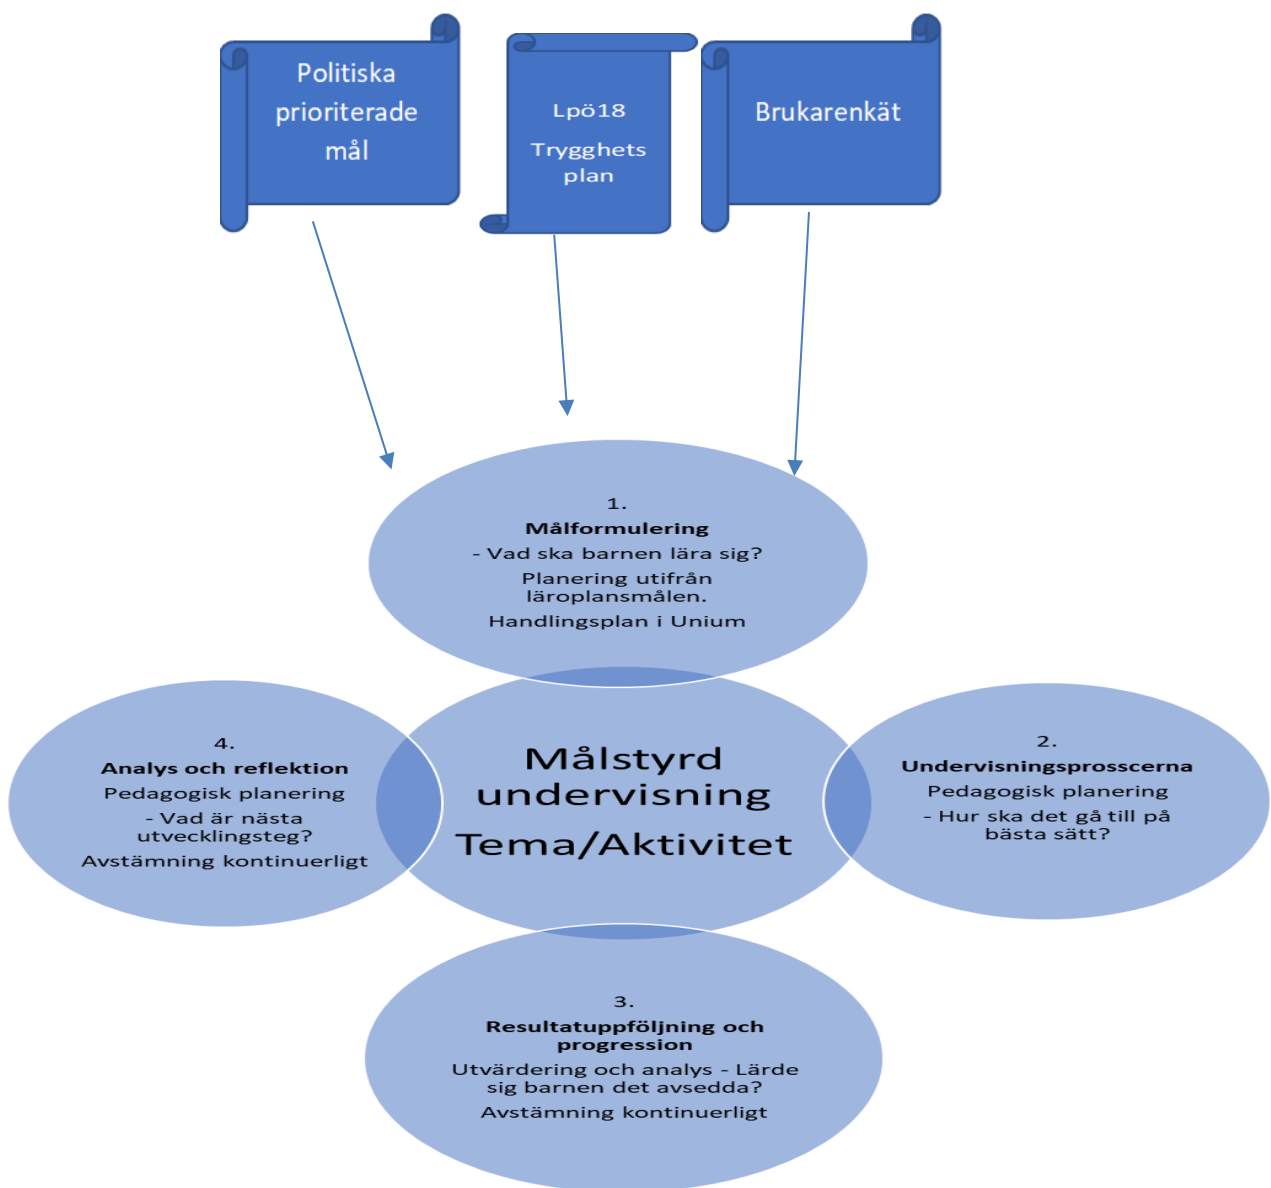 Politiska
prioriterade
mål
Lpö18
Trygghets
plan
Brukarenkät
1.
Målformulering
- Vad ska barnen lära sig?
Planering utifrån
läroplansmålen.
Handlingsplan i Unium
Målstyrd
undervisning
Tema/Aktivitet
2.
Undervisningsprosscerna
Pedagogisk planering
- Hur ska det gå till på
bästa sätt?
3.
Resultatuppföljning och
progression
Utvärdering och analys - Lärde
sig barnen det avsedda?
Avstämning kontinuerligt
4.
Analys och reflektion
Pedagogisk planering
- Vad är nästa
utvecklingsteg?
Avstämning kontinuerligt